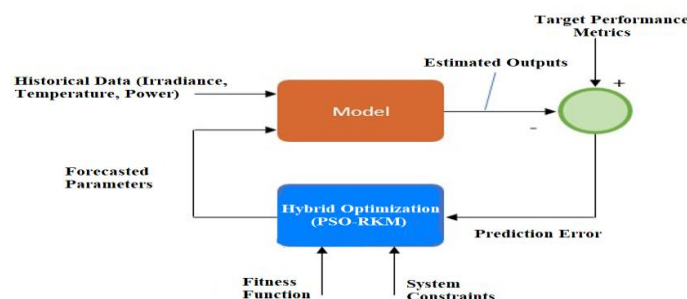 Target Performance
Metrics
Estimated Outputs
+
Historical Data (Irradiance,
Temperature, Power)
Model
-
Forecasted
Parameters
Hybrid Optimization
(PSO-RKM)
Prediction Error
Fitness
Function
System
Constraints